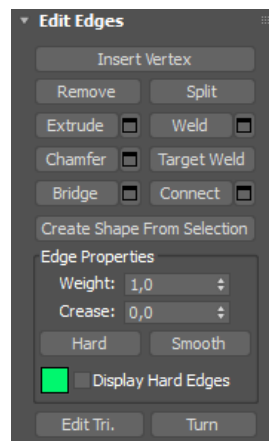 Edit Edges
Insert Vertex
Remove Split
Extrude Weld
Chamfer Target Weld
Bridge Connect
Create Shape From Selection
Edge Properties
Weight: 1,0
Crease: 0,0
Hard Smooth
Display Hard Edges
Edit Tri. Turn